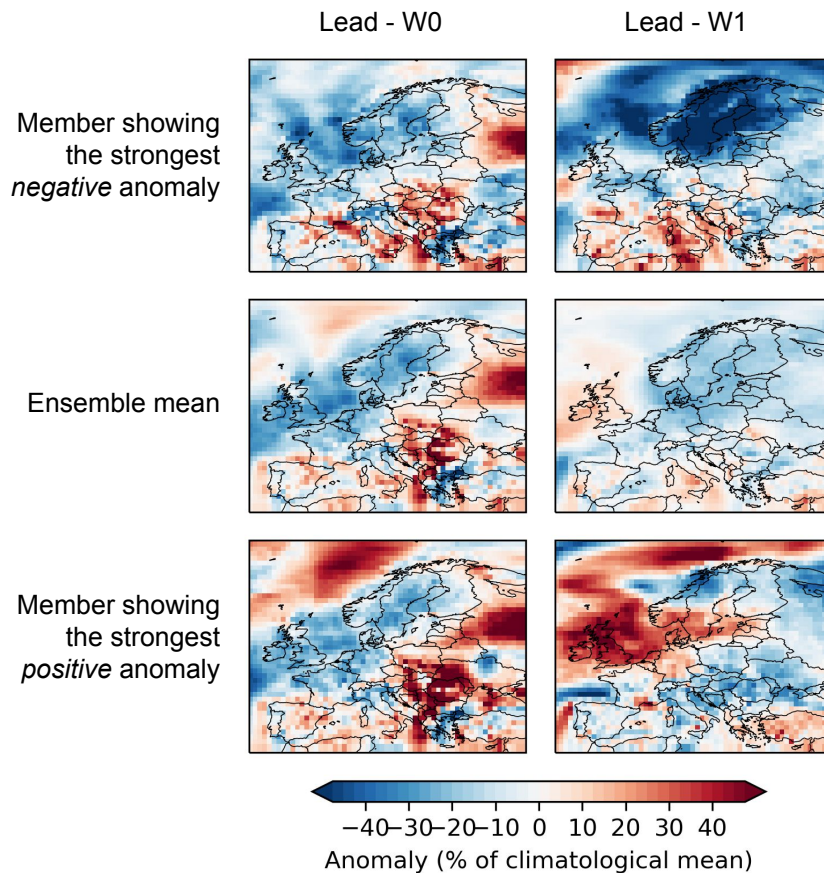 Lead - W0
Lead - W1
Member showing
the strongest
negative anomaly
Ensemble mean
Member showing
the strongest
positive anomaly
−40−30−20−10 0 10 20 30 40
Anomaly (% of climatological mean)